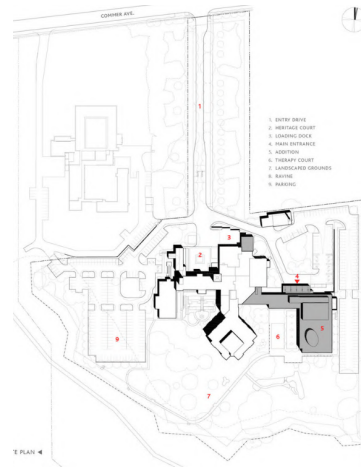 COMMER AVE.
1
1. ENTRY DRIVE
2. HERITAGE COURT
3. LOADING DOCK
4. MAIN ENTRANCE
5. ADDITION
6. THERAPY COURT
7. LANDSCAPED GROUNDS
8. RAVINE
9. PARKING
3
2
4
5
6
9
7
'E PLAN ◀